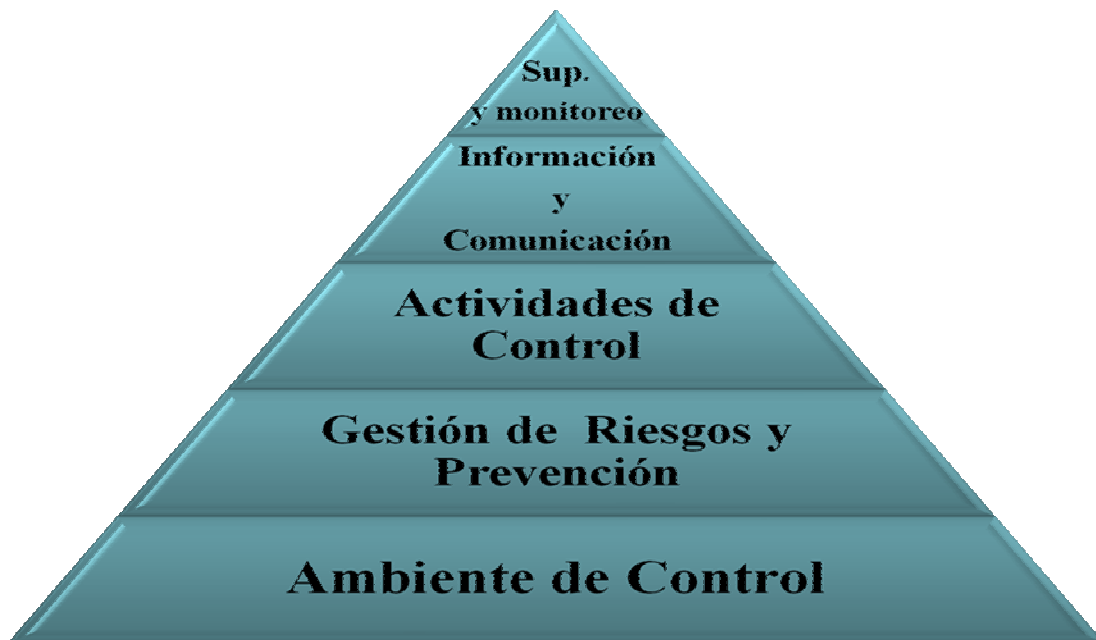 Sup.
y monitoreo
Información
y
Comunicación
Actividades de
Control
Gestión de Riesgos y
Prevención
Ambiente de Control